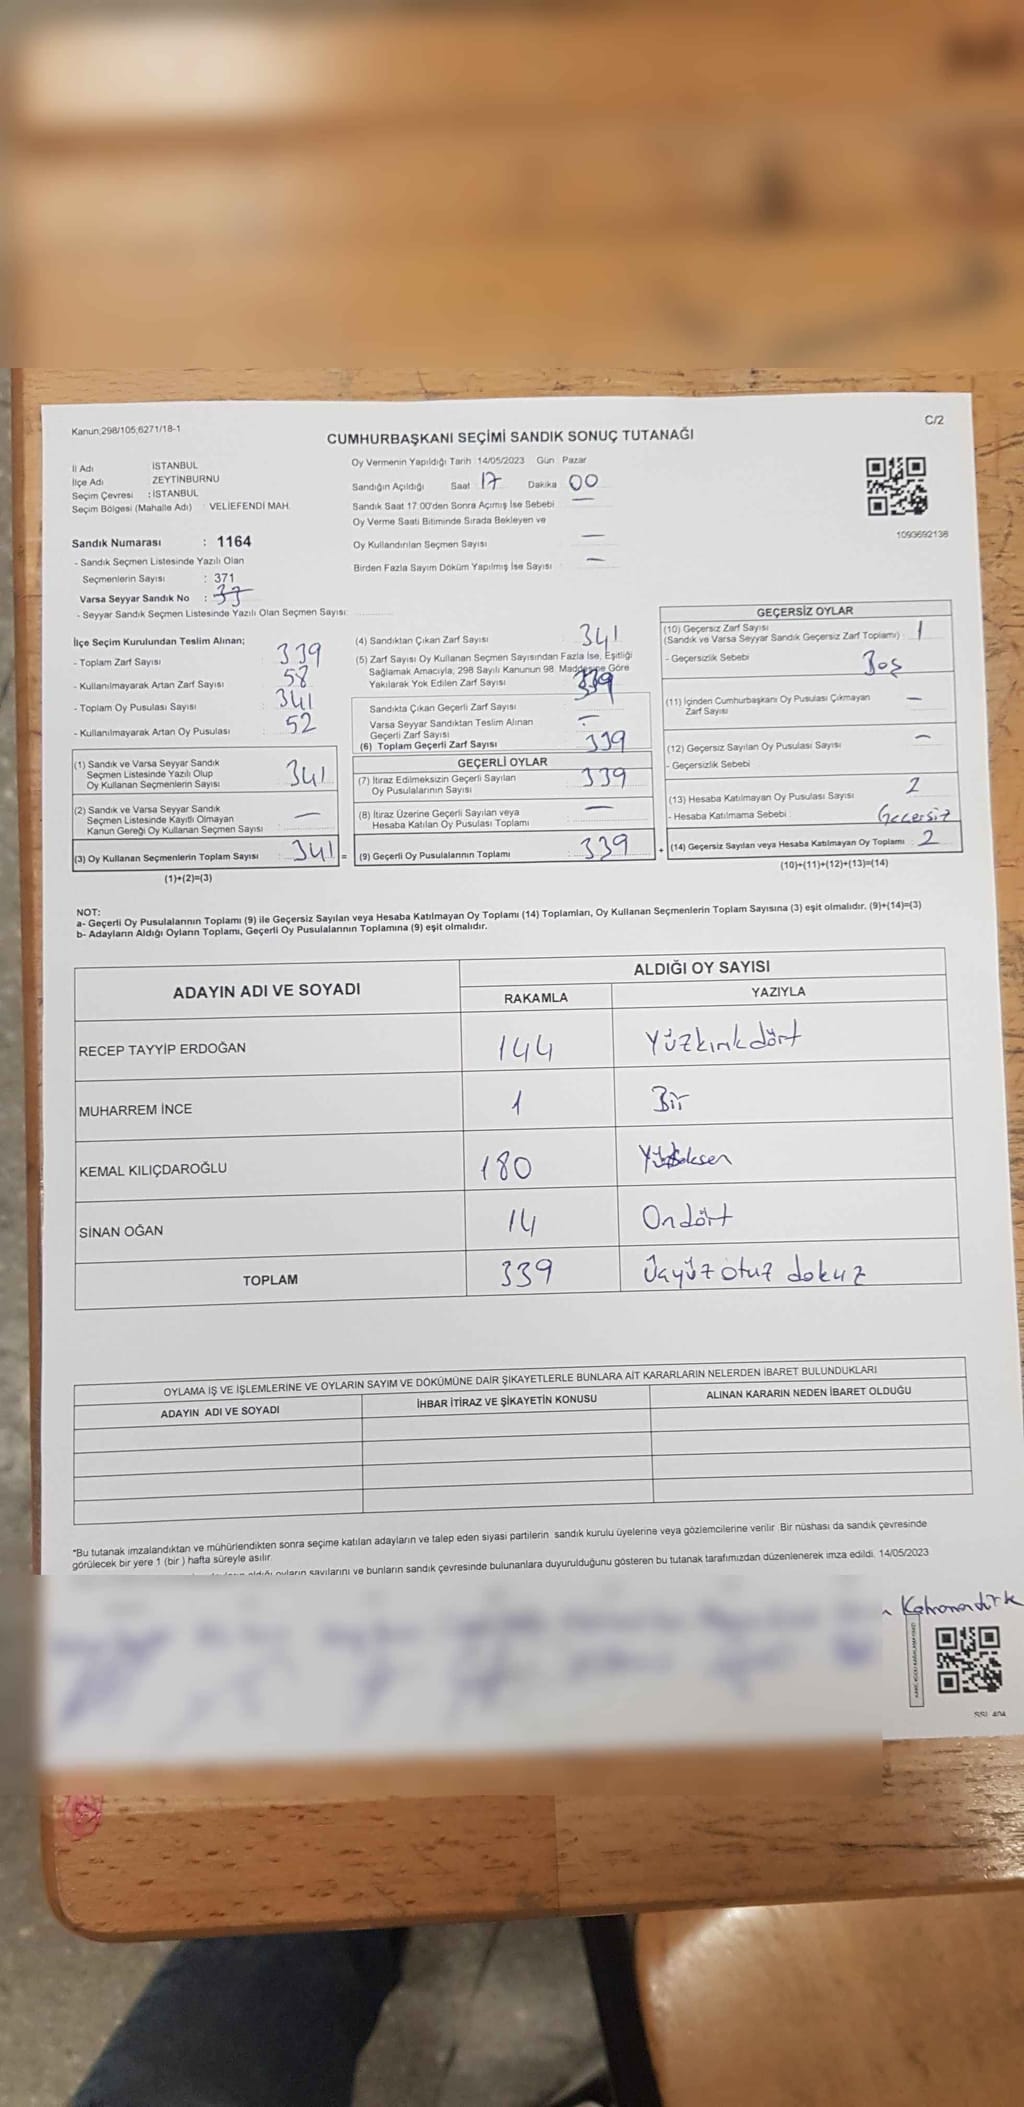 Kanun;298/105;6271/18-1
C/2
CUMHURBAŞKANI SEÇİMİ SANDIK SONUÇ TUTANAĞI
İl Adı İSTANBUL
İlçe Adı ZEYTİNBURNU
Seçim Çevresi : İSTANBUL
Seçim Bölgesi (Mahalle Adı) : VELİEFENDİ MAH.
Oy Vermenin Yapıldığı Tarih 14/05/2023 Gün Pazar
Sandığın Açıldığı Saat 17 Dakika 00
Sandık Saat 17 00'den Sonra Açımış İse Sebebi —
Oy Verme Saati Bitiminde Sırada Bekleyen ve
Oy Kullandırılan Seçmen Sayısı —
Birden Fazla Sayım Döküm Yapılmış İse Sayısı —
1093692138
Sandık Numarası : 1164
- Sandık Seçmen Listesinde Yazılı Olan
Seçmenlerin Sayısı : 371
Varsa Seyyar Sandık No :
- Seyyar Sandık Seçmen Listesinde Yazılı Olan Seçmen Sayısı:
İlçe Seçim Kurulundan Teslim Alınan;
- Toplam Zarf Sayısı : 339
- Kullanılmayarak Artan Zarf Sayısı : 58
- Toplam Oy Pusulası Sayısı : 341
- Kullanılmayarak Artan Oy Pusulası : 52
(1) Sandık ve Varsa Seyyar Sandık
Seçmen Listesinde Yazılı Olup
Oy Kullanan Seçmenlerin Sayısı : 341
(2) Sandık ve Varsa Seyyar Sandık
Seçmen Listesinde Kayıtlı Olmayan
Kanun Gereği Oy Kullanan Seçmen Sayısı : —
(3) Oy Kullanan Seçmenlerin Toplam Sayısı : 341 =
(1)+(2)=(3)
(4) Sandıktan Çıkan Zarf Sayısı : 341
(5) Zarf Sayısı Oy Kullanan Seçmen Sayısından Fazla İse, Eşitliği
Sağlamak Amacıyla, 298 Sayılı Kanunun 98. Maddesine Göre
Yakılarak Yok Edilen Zarf Sayısı
Sandıkta Çıkan Geçerli Zarf Sayısı : 339
Varsa Seyyar Sandıktan Teslim Alınan
Geçerli Zarf Sayısı : —
(6) Toplam Geçerli Zarf Sayısı : 339
GEÇERLİ OYLAR
(7) İtiraz Edilmeksizin Geçerli Sayılan
Oy Pusulalarının Sayısı : 339
(8) İtiraz Üzerine Geçerli Sayılan veya
Hesaba Katılan Oy Pusulası Toplamı : —
(9) Geçerli Oy Pusulalarının Toplamı : 339 +
GEÇERSİZ OYLAR
(10) Geçersiz Zarf Sayısı
(Sandık ve Varsa Seyyar Sandık Geçersiz Zarf Toplamı) : 1
- Geçersizlik Sebebi : Boş
(11) İçinden Cumhurbaşkanı Oy Pusulası Çıkmayan
Zarf Sayısı —
(12) Geçersiz Sayılan Oy Pusulası Sayısı —
- Geçersizlik Sebebi :
(13) Hesaba Katılmayan Oy Pusulası Sayısı : 2
- Hesaba Katılmama Sebebi : Geçersiz
(14) Geçersiz Sayılan veya Hesaba Katılmayan Oy Toplamı : 2
(10)+(11)+(12)+(13)=(14)
NOT:
a- Geçerli Oy Pusulalarının Toplamı (9) ile Geçersiz Sayılan veya Hesaba Katılmayan Oy Toplamı (14) Toplamları, Oy Kullanan Seçmenlerin Toplam Sayısına (3) eşit olmalıdır. (9)+(14)=(3)
b- Adayların Aldığı Oyların Toplamı, Geçerli Oy Pusulalarının Toplamına (9) eşit olmalıdır.
ADAYIN ADI VE SOYADI ALDIĞI OY SAYISI
RAKAMLA YAZIYLA
RECEP TAYYİP ERDOĞAN 144 Yüzkırkdört
MUHARREM İNCE 1 Bir
KEMAL KILIÇDAROĞLU 180 Yüzseksen
SİNAN OĞAN 14 Ondört
TOPLAM 339 Üçyüz otuz dokuz
OYLAMA İŞ VE İŞLEMLERİNE VE OYLARIN SAYIM VE DÖKÜMÜNE DAİR ŞİKAYETLERLE BUNLARA AİT KARARLARIN NELERDEN İBARET BULUNDUKLARI
ADAYIN ADI VE SOYADI İHBAR İTİRAZ VE ŞİKAYETİN KONUSU ALINAN KARARIN NEDEN İBARET OLDUĞU
"Bu tutanak imzalandıktan ve mühürlendikten sonra seçime katılan adayların ve talep eden siyasi partilerin sandık kurulu üyelerine veya gözlemcilerine verilir. Bir nüshası da sandık çevresinde
görülecek bir yere 1 (bir ) hafta süreyle asılır.
oyların sayılarını ve bunların sandık çevresinde bulunanlara duyurulduğunu gösteren bu tutanak tarafımızdan düzenlenerek imza edildi. 14/05/2023